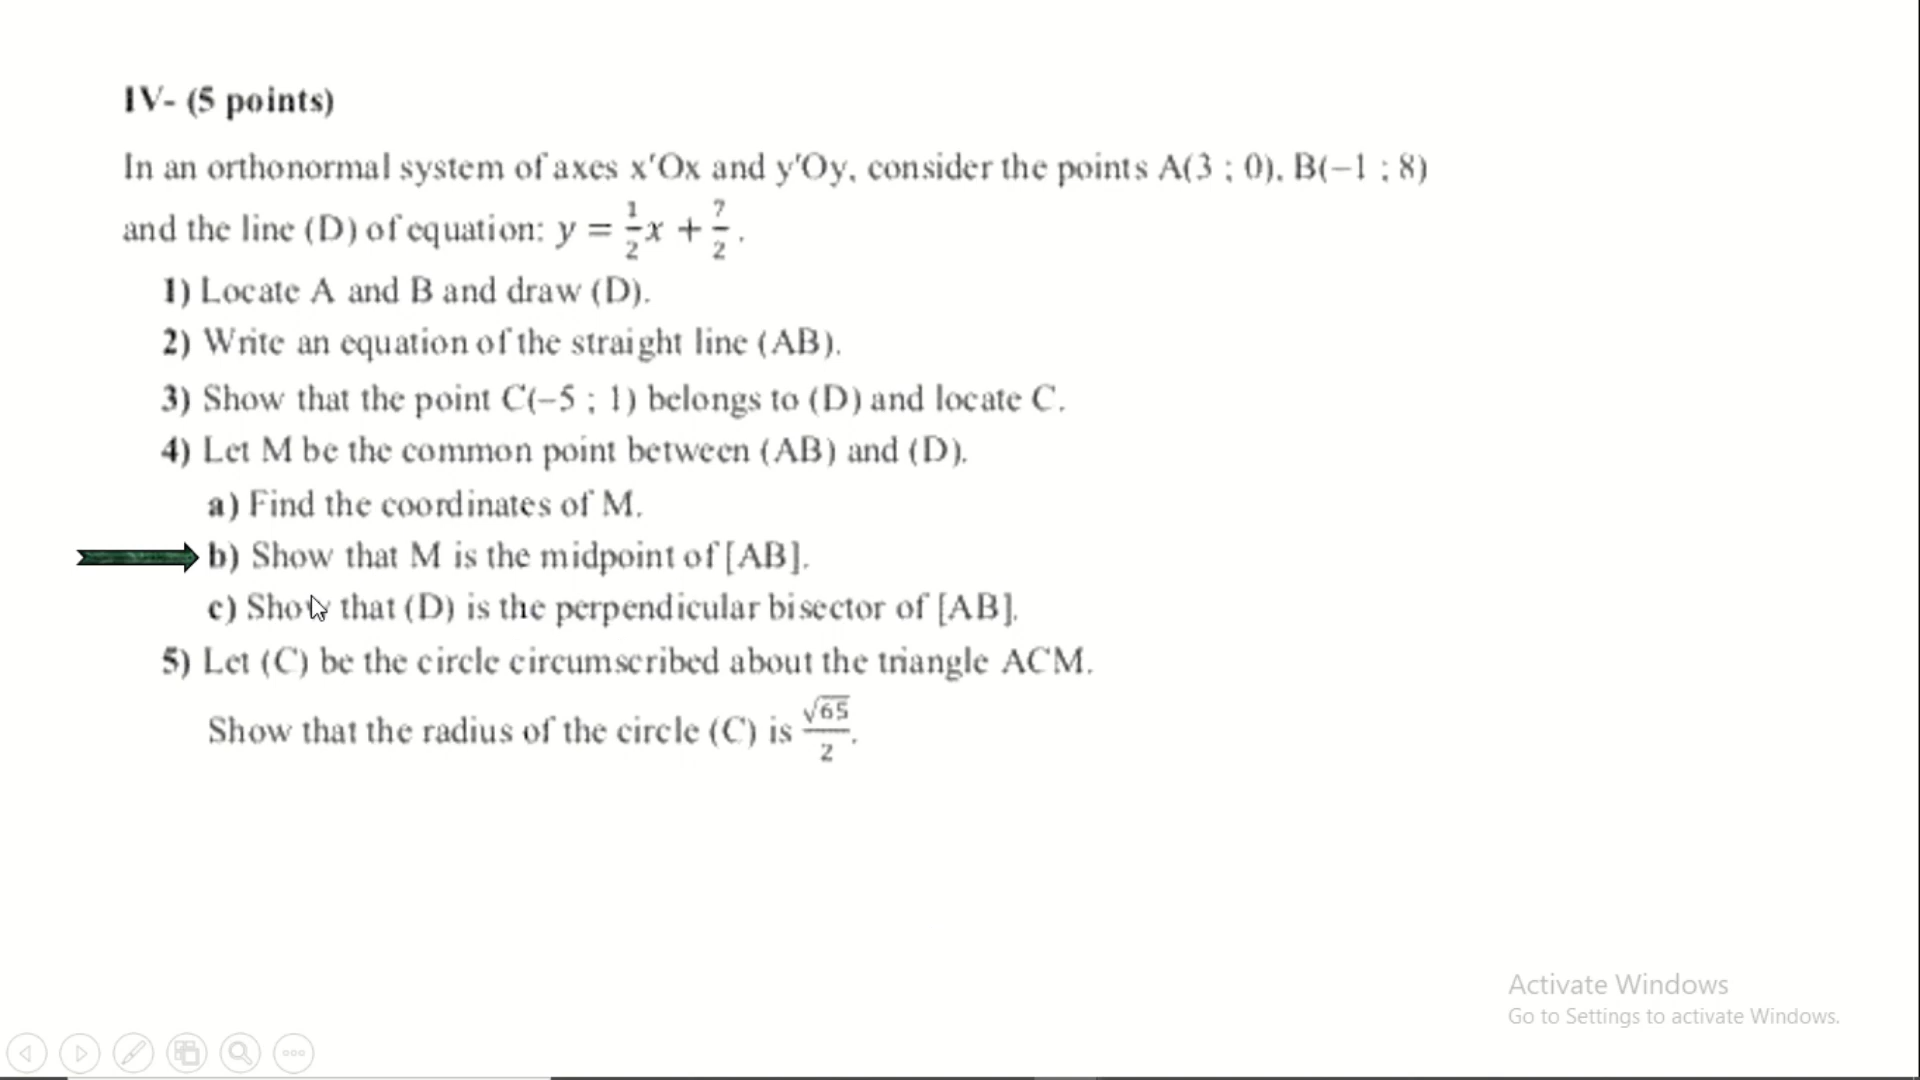 IV- (5 points)
In an orthonormal system of axes x'Ox and y'Oy, consider the points A(3 ; 0), B(−1 ; 8)
and the line (D) of equation: y = 1/2 x + 7/2 .
1) Locate A and B and draw (D).
2) Write an equation of the straight line (AB).
3) Show that the point C(−5 ; 1) belongs to (D) and locate C.
4) Let M be the common point between (AB) and (D).
a) Find the coordinates of M.
b) Show that M is the midpoint of [AB].
c) Show that (D) is the perpendicular bisector of [AB].
5) Let (C) be the circle circumscribed about the triangle ACM.
Show that the radius of the circle (C) is √65/2.
Activate Windows
Go to Settings to activate Windows.